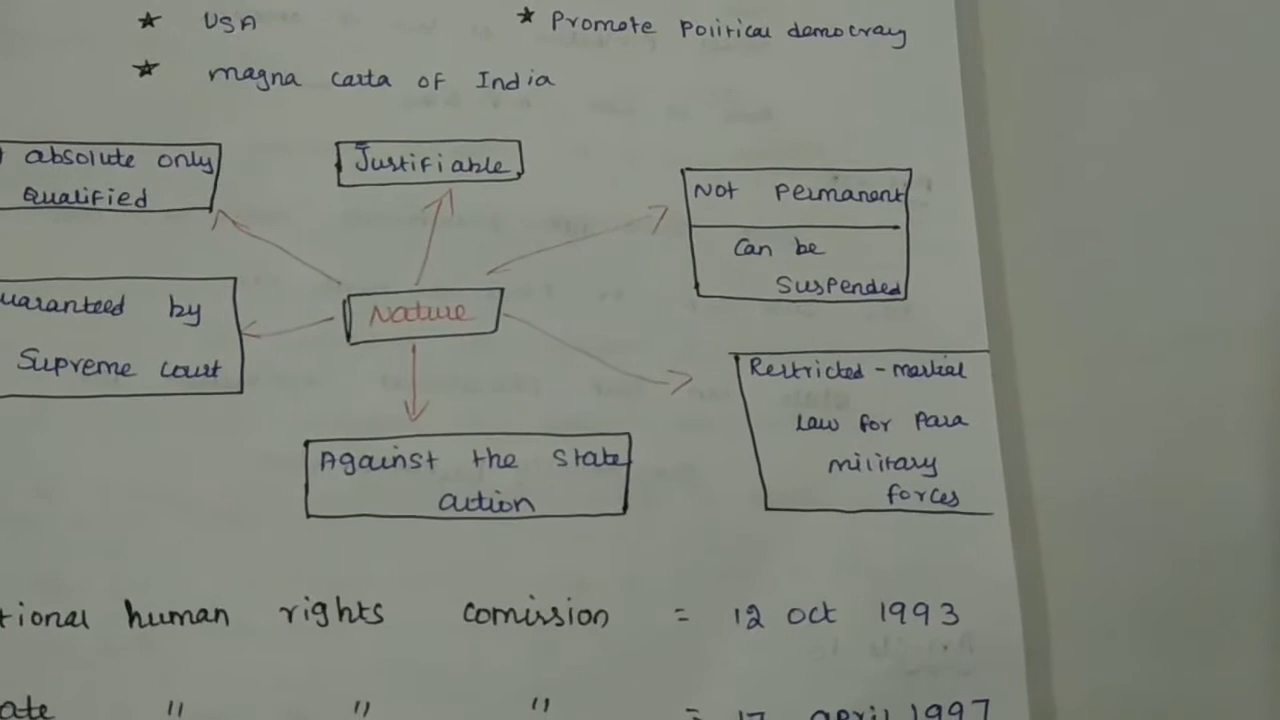 ★ USA
★ Promote political democracy
★ magna carta of India
absolute only
Qualified
Justifiable
Not Permanent
Can be
Suspended
uaranteed by
Supreme court
Nature
Restricted - martial
law for Para
military
forces
Against the state
action
tional human rights comission = 12 oct 1993
ate " " " = 17 april 1997